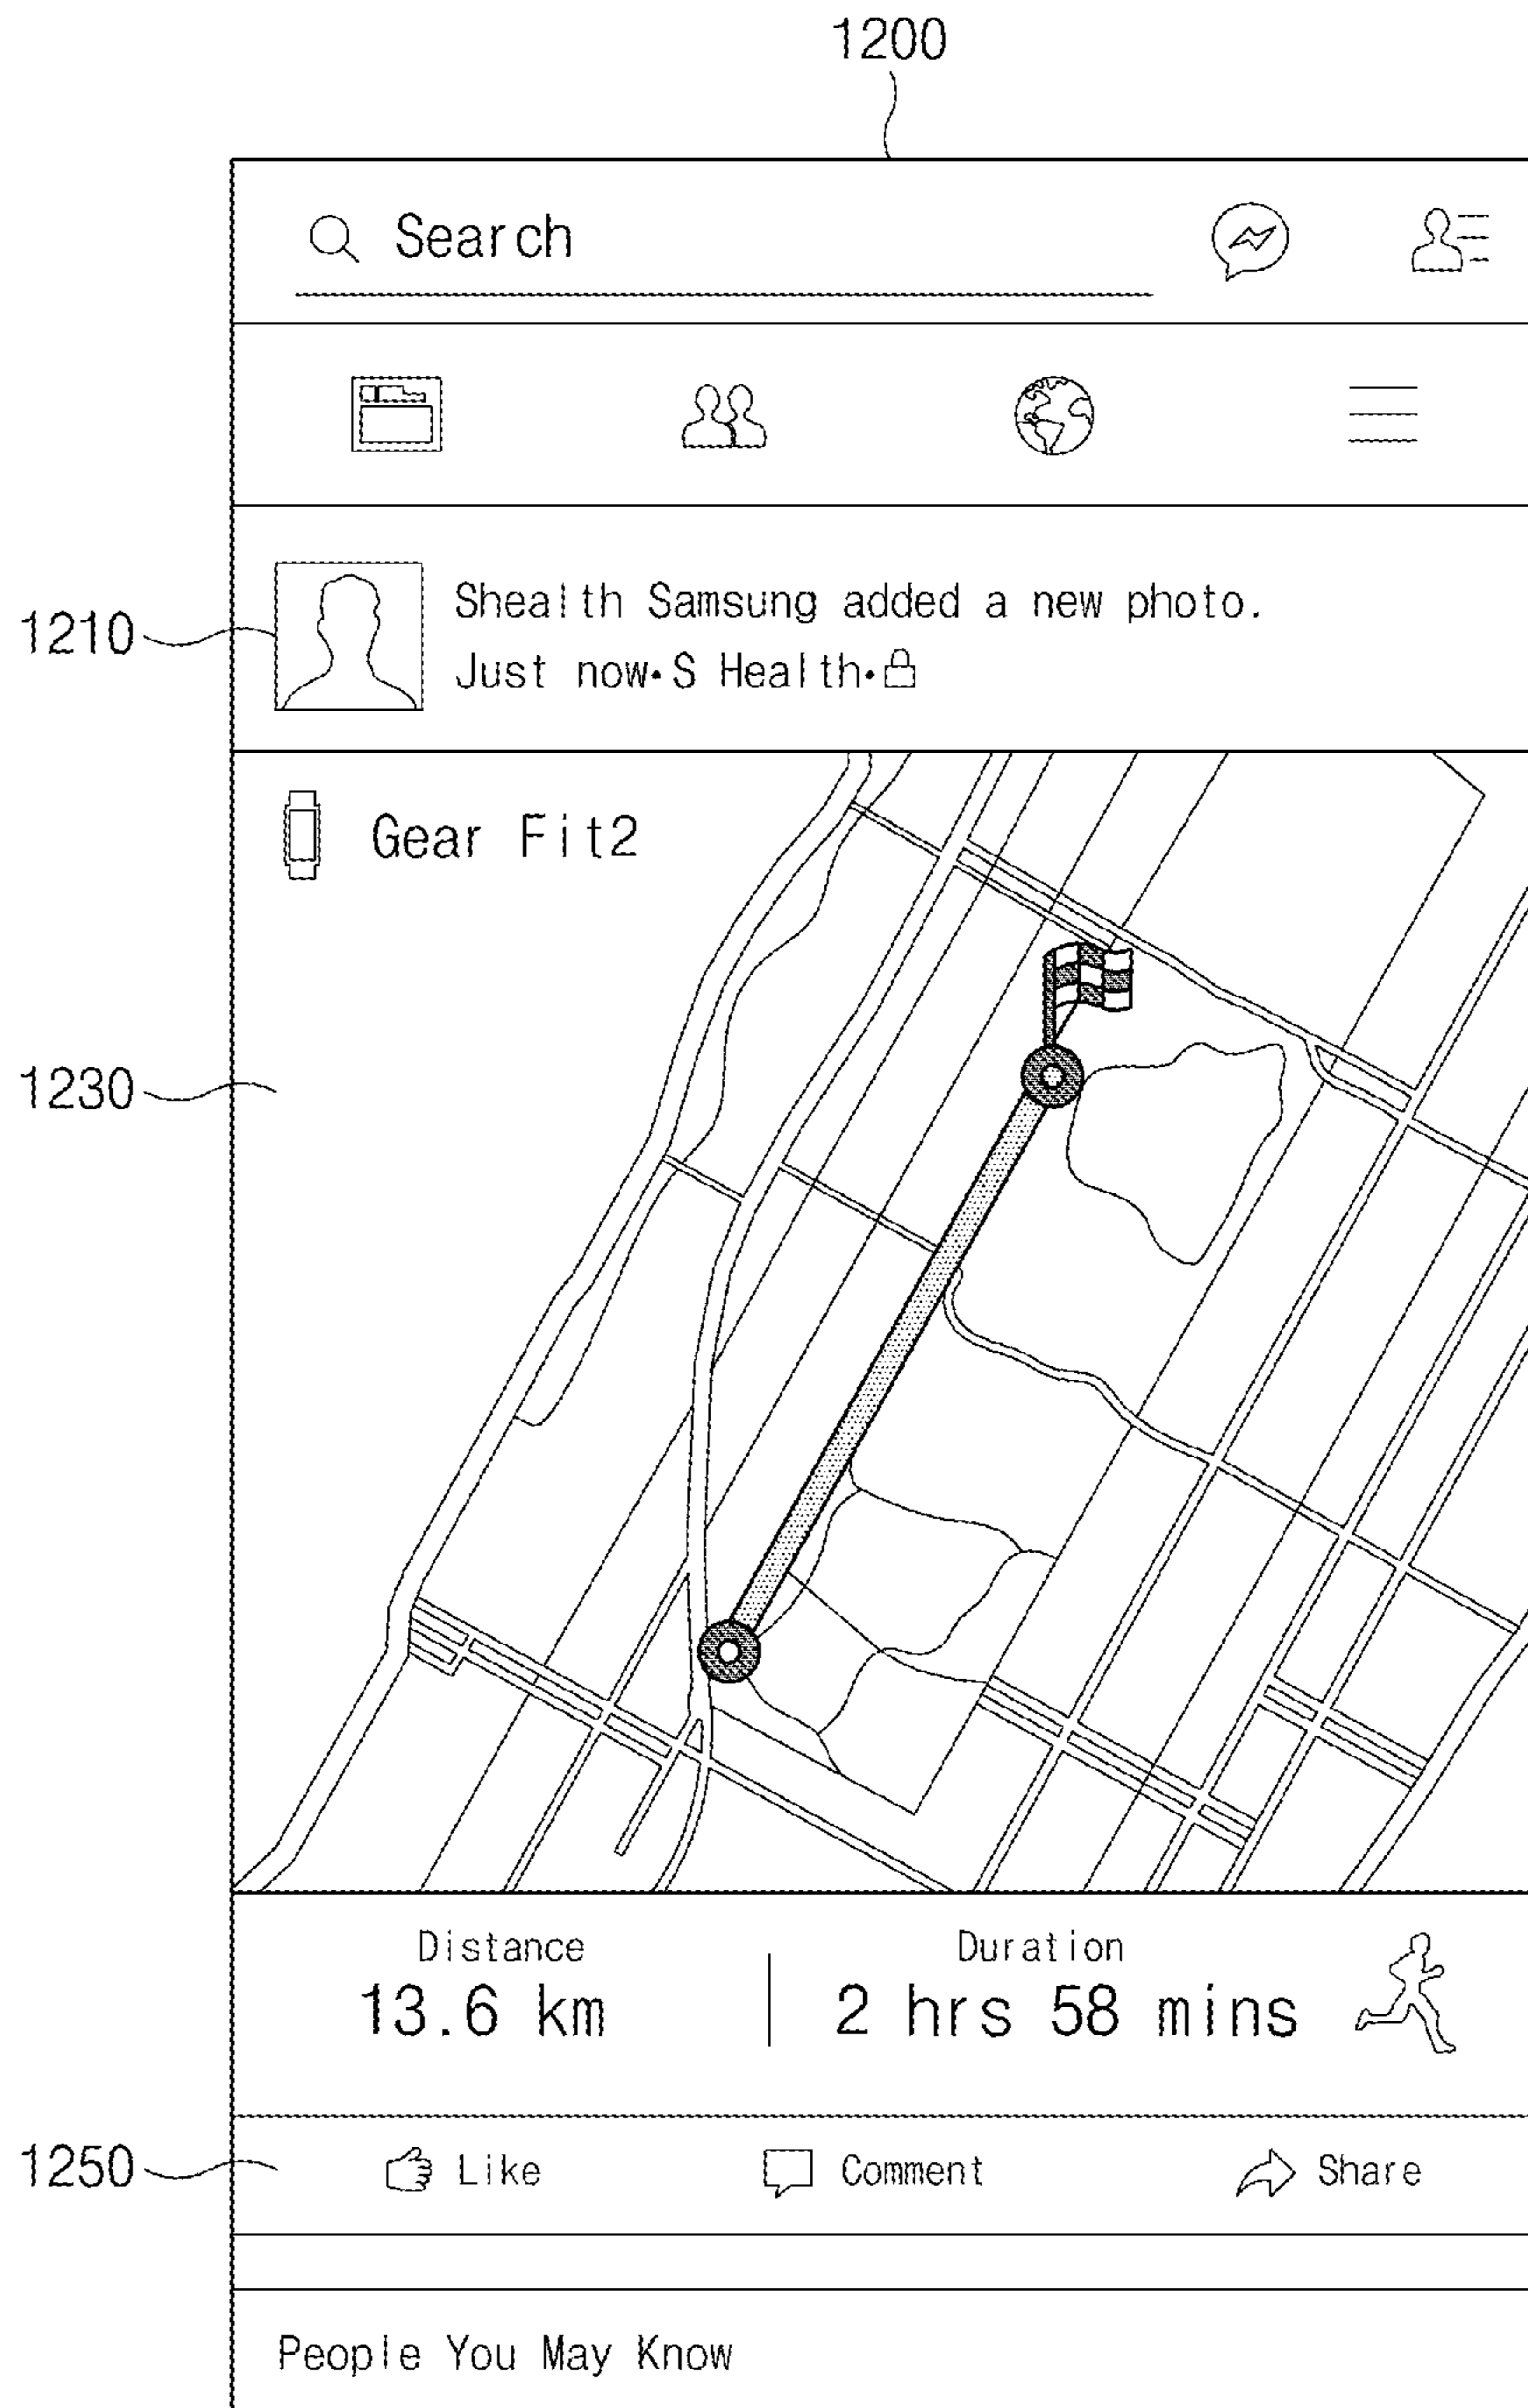 1200
Search
1210
Shealth Samsung added a new photo.
Just now•S Health•
Gear Fit2
1230
Distance
13.6 km
Duration
2 hrs 58 mins
1250
Like
Comment
Share
People You May Know